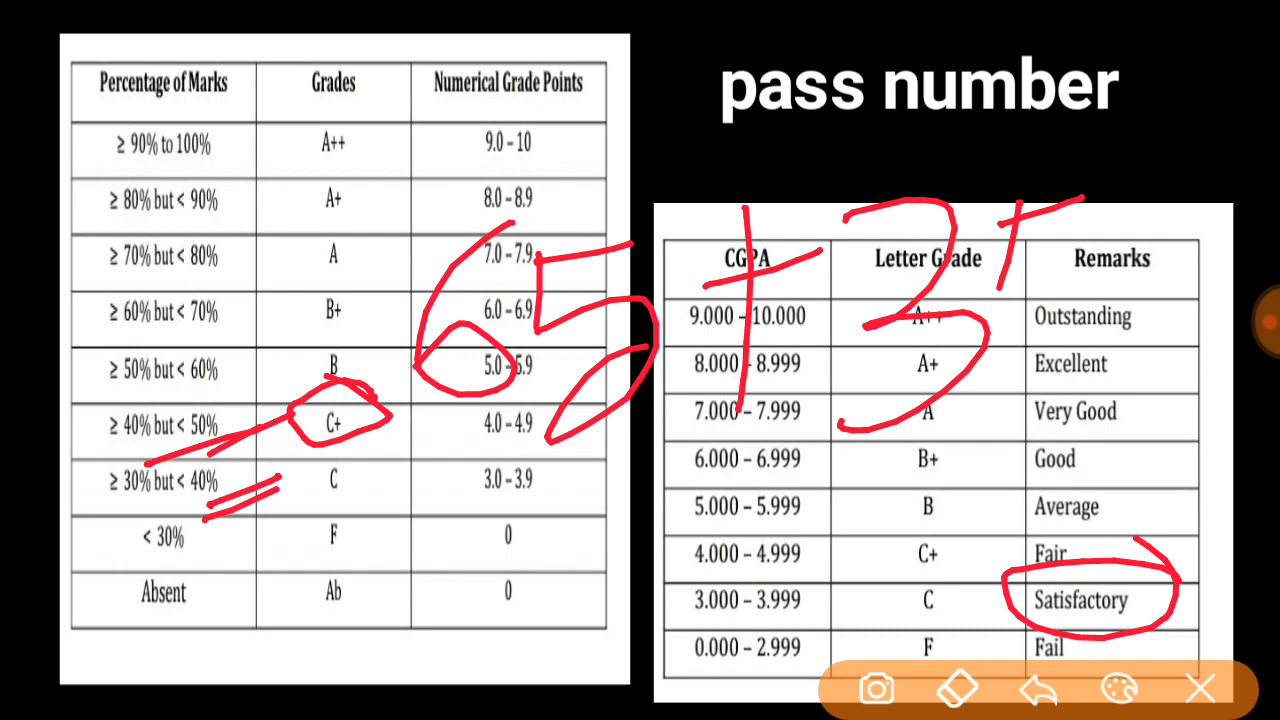 pass number
Percentage of Marks Grades Numerical Grade Points
≥ 90% to 100% A++ 9.0 – 10
≥ 80% but < 90% A+ 8.0 – 8.9
≥ 70% but < 80% A 7.0 – 7.9
≥ 60% but < 70% B+ 6.0 – 6.9
≥ 50% but < 60% B 5.0 – 5.9
≥ 40% but < 50% C+ 4.0 – 4.9
≥ 30% but < 40% C 3.0 – 3.9
< 30% F 0
Absent Ab 0
65
+ 3
CGPA Letter Grade Remarks
9.000 – 10.000 A++ Outstanding
8.000 – 8.999 A+ Excellent
7.000 – 7.999 A Very Good
6.000 – 6.999 B+ Good
5.000 – 5.999 B Average
4.000 – 4.999 C+ Fair
3.000 – 3.999 C Satisfactory
0.000 – 2.999 F Fail